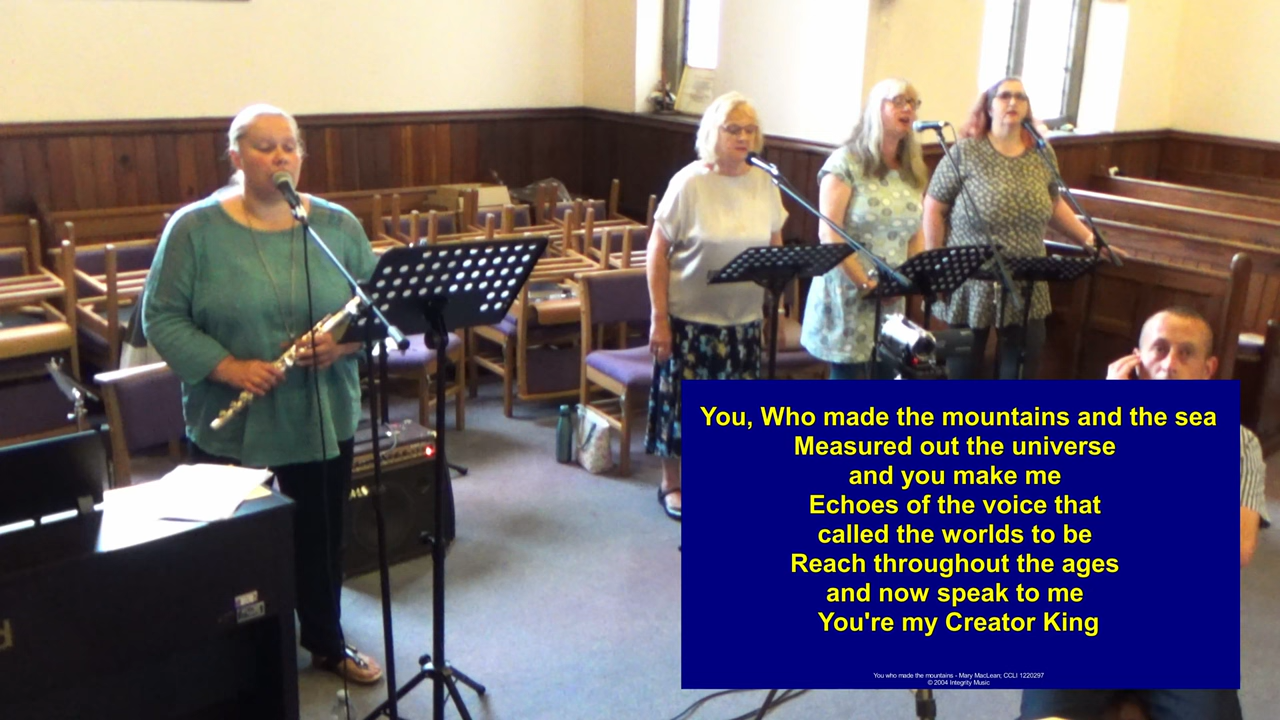 You, Who made the mountains and the sea
Measured out the universe
and you make me
Echoes of the voice that
called the worlds to be
Reach throughout the ages
and now speak to me
You're my Creator King
You who made the mountains - Mary MacLean; CCLI 1220297
© 2004 Integrity Music